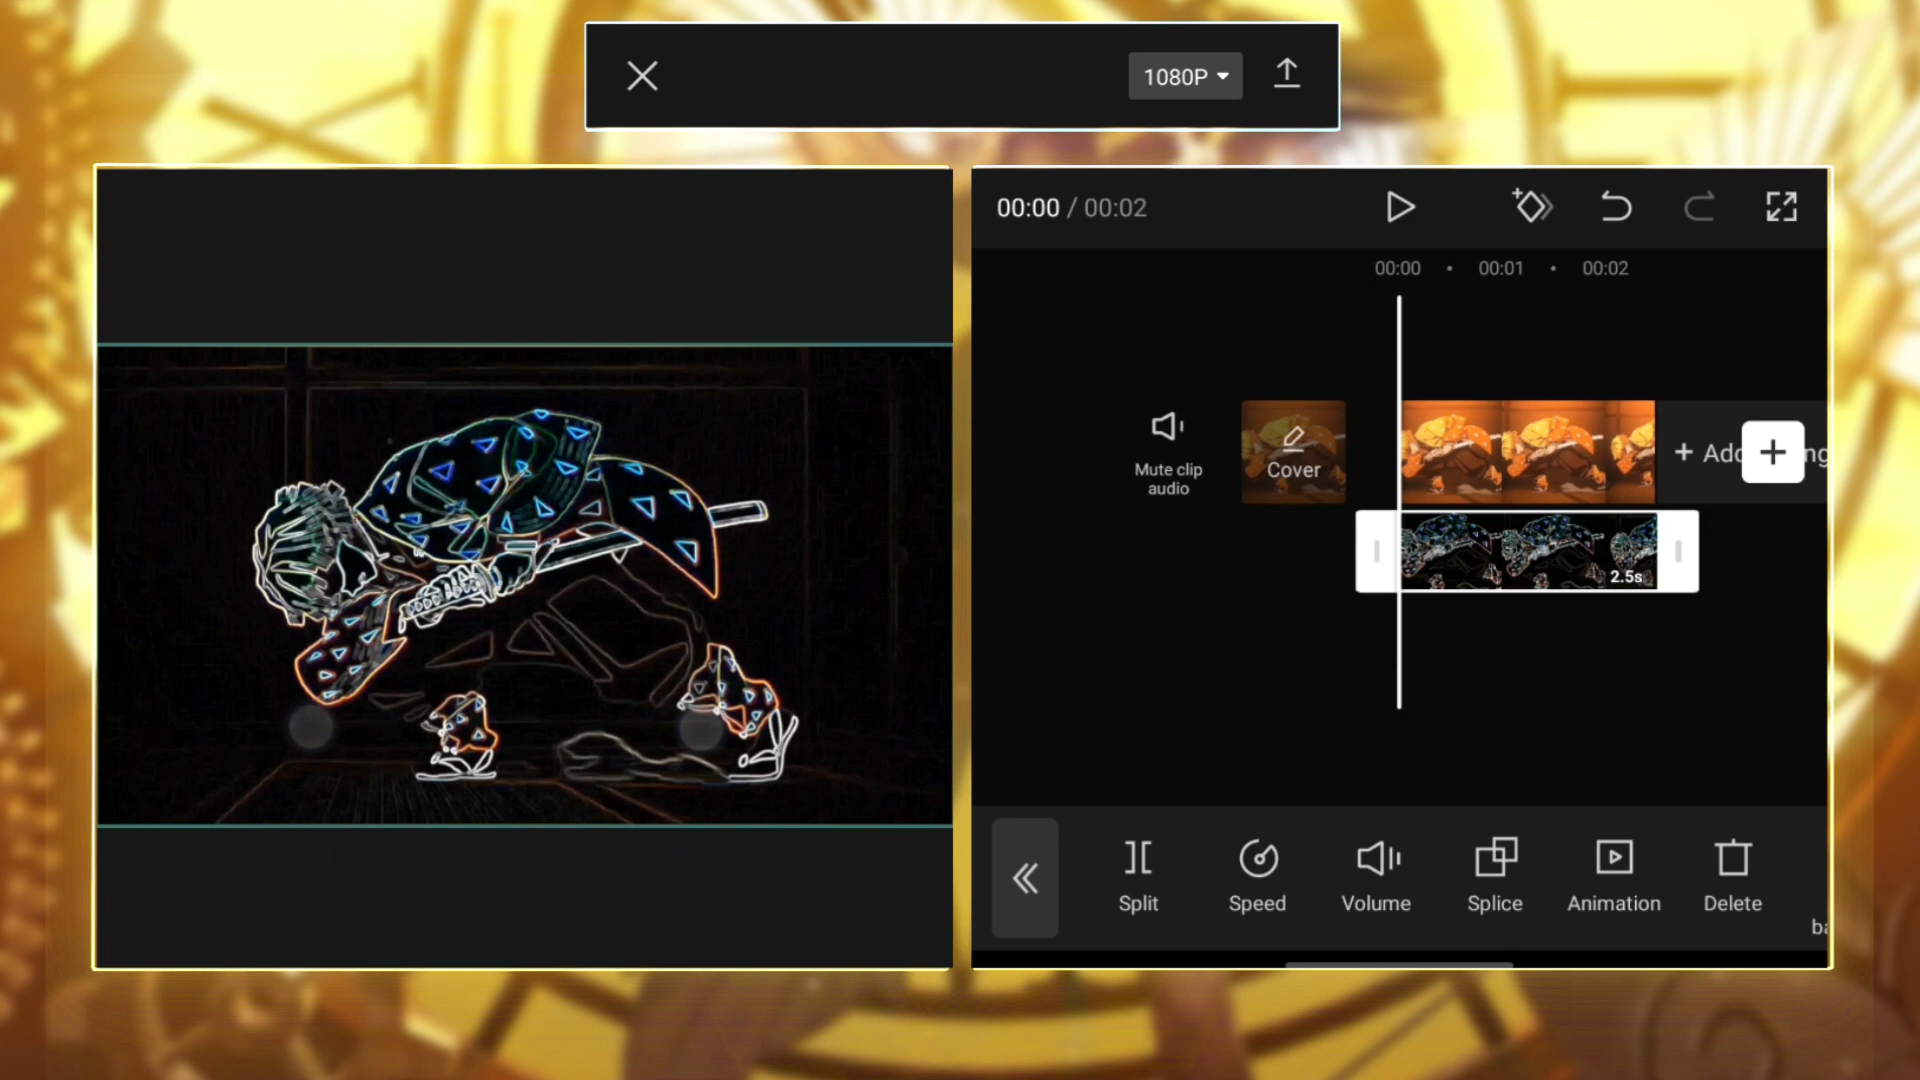 1080P
00:00 / 00:02
00:00 • 00:01 • 00:02
Mute clip
audio
Cover
+ Add
2.5s
Split
Speed
Volume
Splice
Animation
Delete